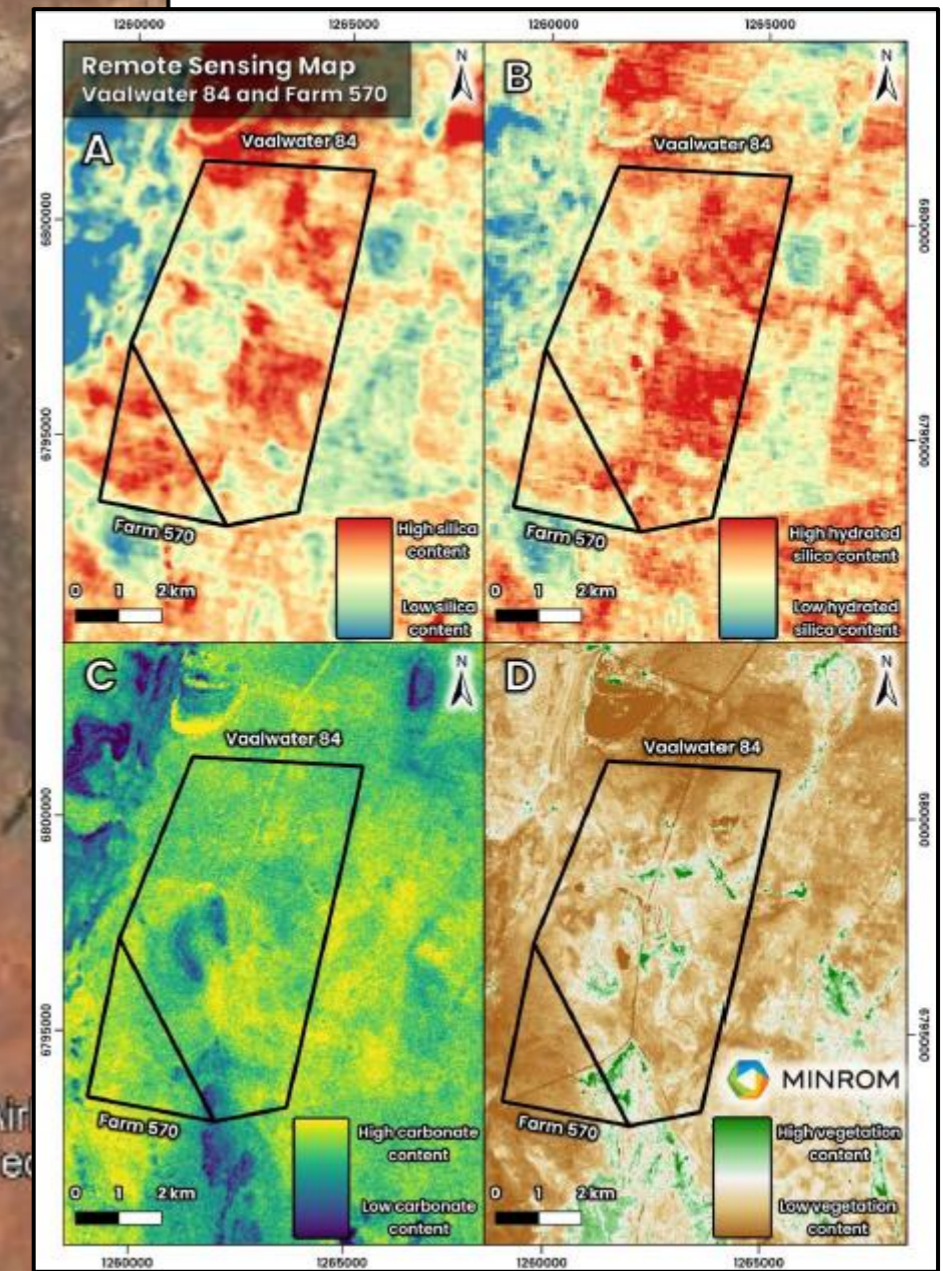 1260000
1265000
1260000
1265000
Remote Sensing Map
Vaalwater 84 and Farm 570
N
A
Vaalwater 84
6800000
6795000
Farm 570
High silica
content
Low silica
content
0 1 2 km
B
N
Vaalwater 84
6800000
6795000
Farm 570
High hydrated
silica content
Low hydrated
silica content
0 1 2 km
C
N
Vaalwater 84
6800000
6795000
Farm 570
High carbonate
content
Low carbonate
content
0 1 2 km
D
N
Vaalwater 84
6800000
6795000
MINROM
Farm 570
High vegetation
content
Low vegetation
content
0 1 2 km
1260000
1265000
1260000
1265000